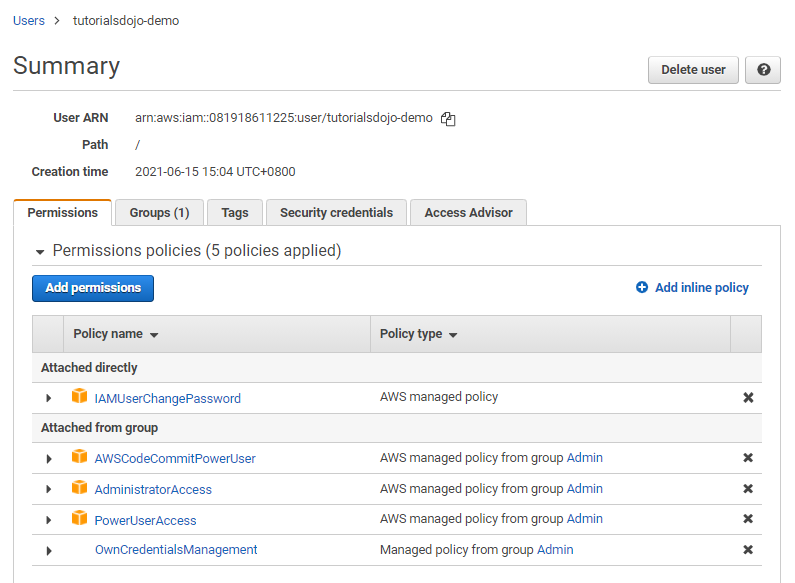 Users > tutorialsdojo-demo
Summary
Delete user
?
User ARN arn:aws:iam::081918611225:user/tutorialsdojo-demo
Path /
Creation time 2021-06-15 15:04 UTC+0800
Permissions Groups (1) Tags Security credentials Access Advisor
Permissions policies (5 policies applied)
Add permissions Add inline policy
Policy name Policy type
Attached directly
IAMUserChangePassword AWS managed policy
Attached from group
AWSCodeCommitPowerUser AWS managed policy from group Admin
AdministratorAccess AWS managed policy from group Admin
PowerUserAccess AWS managed policy from group Admin
OwnCredentialsManagement Managed policy from group Admin